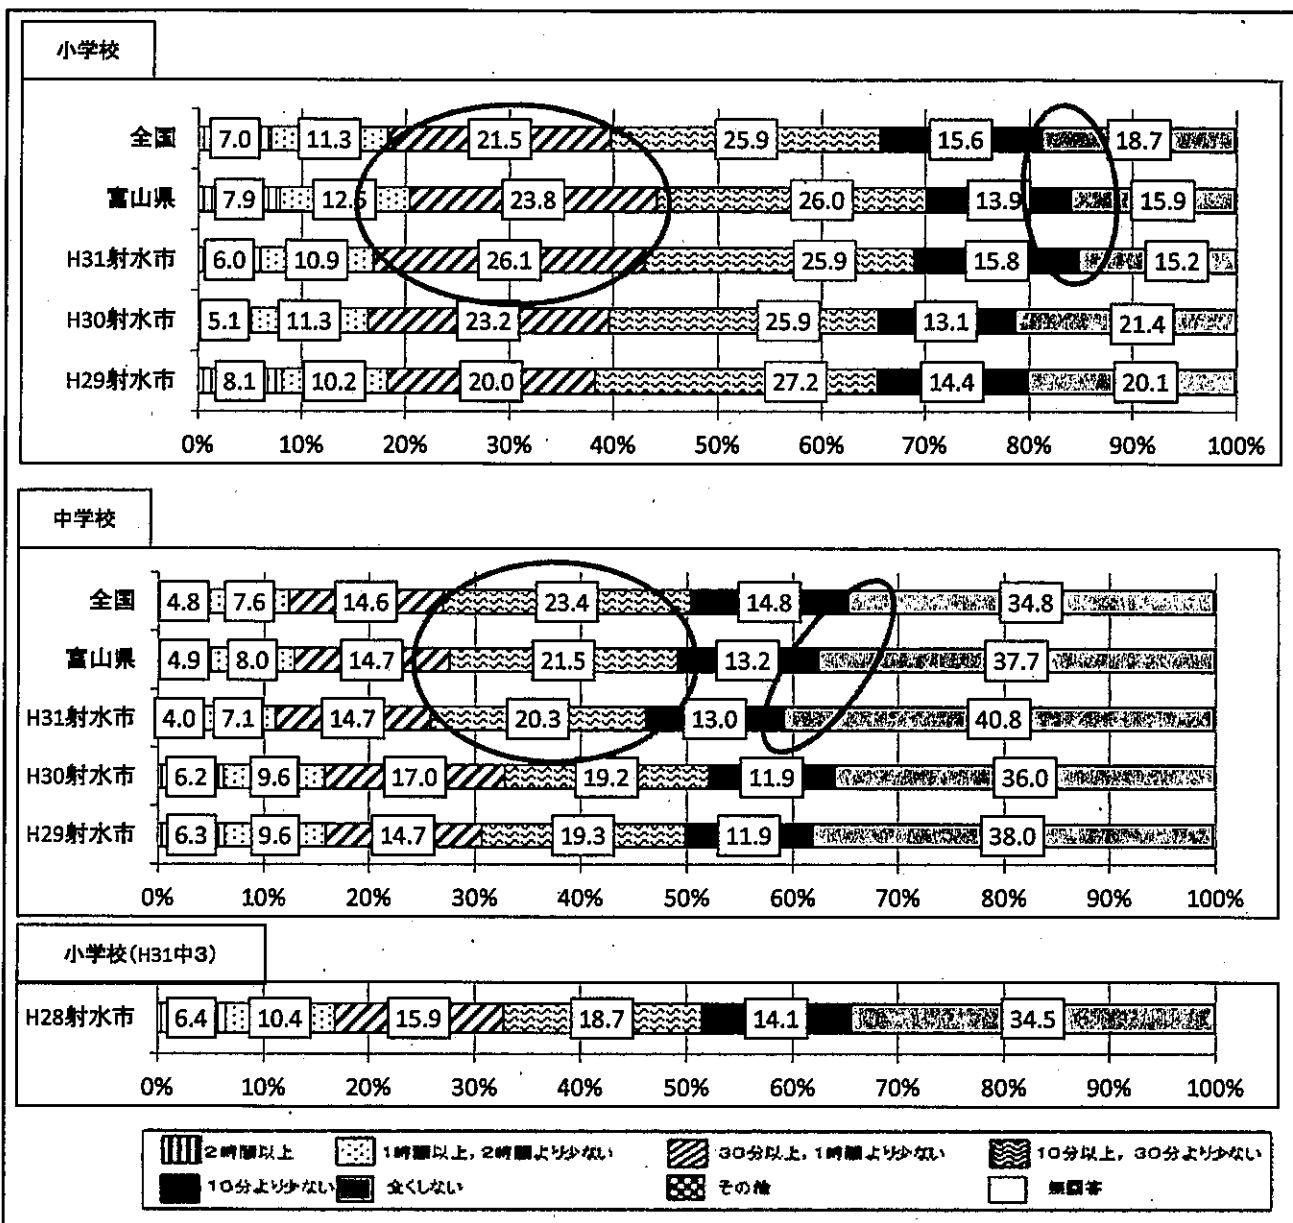 小学校
全国 7.0 11.3 21.5 25.9 15.6 18.7
富山県 7.9 12.5 23.8 26.0 13.9 15.9
H31射水市 6.0 10.9 26.1 25.9 15.8 15.2
H30射水市 5.1 11.3 23.2 25.9 13.1 21.4
H29射水市 8.1 10.2 20.0 27.2 14.4 20.1
0% 10% 20% 30% 40% 50% 60% 70% 80% 90% 100%
中学校
全国 4.8 7.6 14.6 23.4 14.8 34.8
富山県 4.9 8.0 14.7 21.5 13.2 37.7
H31射水市 4.0 7.1 14.7 20.3 13.0 40.8
H30射水市 6.2 9.6 17.0 19.2 11.9 36.0
H29射水市 6.3 9.6 14.7 19.3 11.9 38.0
0% 10% 20% 30% 40% 50% 60% 70% 80% 90% 100%
小学校(H31中3)
H28射水市 6.4 10.4 15.9 18.7 14.1 34.5
0% 10% 20% 30% 40% 50% 60% 70% 80% 90% 100%
2時間以上 1時間以上,2時間より少ない 30分以上,1時間より少ない 10分以上,30分より少ない
10分より少ない 全くしない その他 無回答